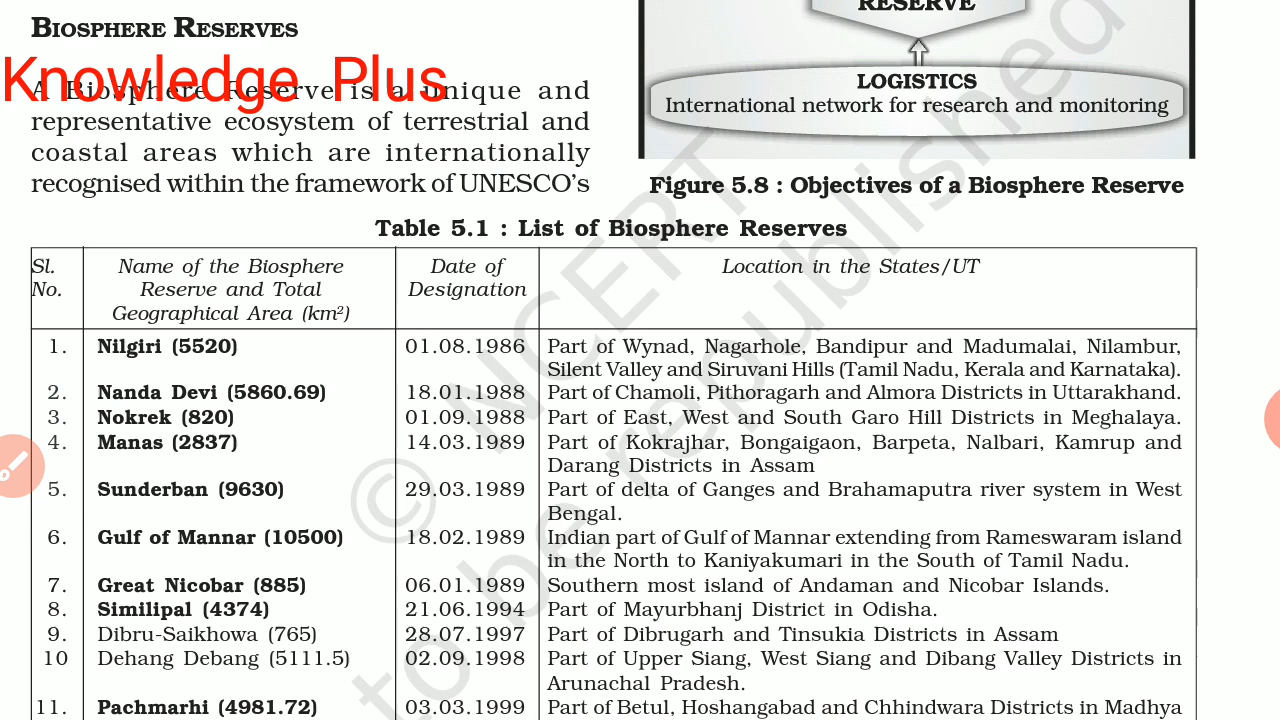 BIOSPHERE RESERVES
Knowledge Plus
A Biosphere Reserve is a unique and
representative ecosystem of terrestrial and
coastal areas which are internationally
recognised within the framework of UNESCO's
RESERVE
LOGISTICS
International network for research and monitoring
Figure 5.8 : Objectives of a Biosphere Reserve
Table 5.1 : List of Biosphere Reserves
Sl. No.
Name of the Biosphere Reserve and Total Geographical Area (km²)
Date of Designation
Location in the States/UT
1. Nilgiri (5520) 01.08.1986 Part of Wynad, Nagarhole, Bandipur and Madumalai, Nilambur,
Silent Valley and Siruvani Hills (Tamil Nadu, Kerala and Karnataka).
2. Nanda Devi (5860.69) 18.01.1988 Part of Chamoli, Pithoragarh and Almora Districts in Uttarakhand.
3. Nokrek (820) 01.09.1988 Part of East, West and South Garo Hill Districts in Meghalaya.
4. Manas (2837) 14.03.1989 Part of Kokrajhar, Bongaigaon, Barpeta, Nalbari, Kamrup and
Darang Districts in Assam
5. Sunderban (9630) 29.03.1989 Part of delta of Ganges and Brahamaputra river system in West
Bengal.
6. Gulf of Mannar (10500) 18.02.1989 Indian part of Gulf of Mannar extending from Rameswaram island
in the North to Kaniyakumari in the South of Tamil Nadu.
7. Great Nicobar (885) 06.01.1989 Southern most island of Andaman and Nicobar Islands.
8. Similipal (4374) 21.06.1994 Part of Mayurbhanj District in Odisha.
9. Dibru-Saikhowa (765) 28.07.1997 Part of Dibrugarh and Tinsukia Districts in Assam
10 Dehang Debang (5111.5) 02.09.1998 Part of Upper Siang, West Siang and Dibang Valley Districts in
Arunachal Pradesh.
11. Pachmarhi (4981.72) 03.03.1999 Part of Betul, Hoshangabad and Chhindwara Districts in Madhya
© NCERT
to be republished